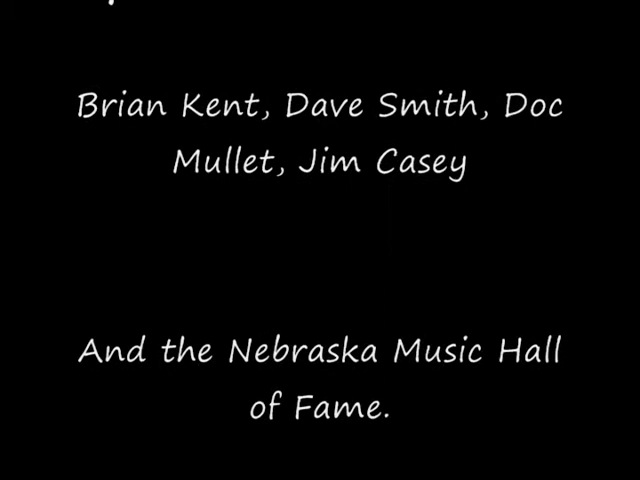 Brian Kent, Dave Smith, Doc
Mullet, Jim Casey
And the Nebraska Music Hall
of Fame.